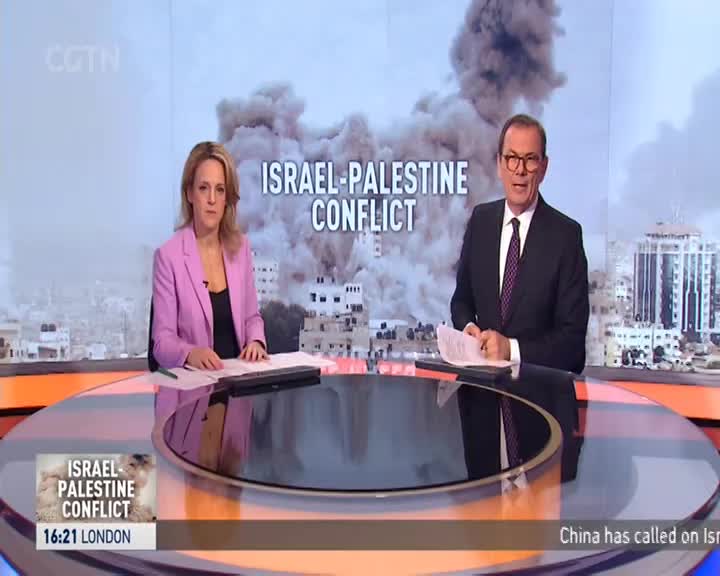 CGTN
ISRAEL-PALESTINE
CONFLICT
ISRAEL-
PALESTINE
CONFLICT
16:21 LONDON
China has called on Isr